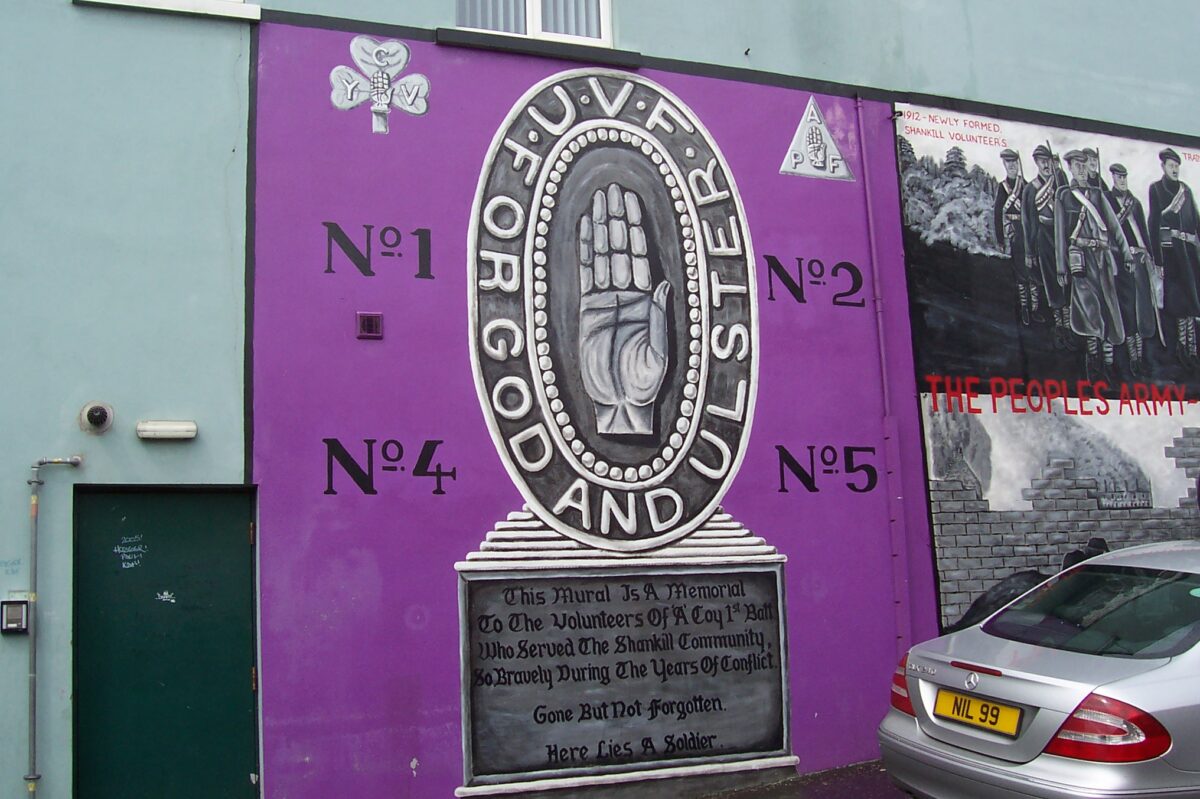 Y C V
U.V.F.
FOR GOD AND ULSTER
A P F
No. 1
No. 2
No. 4
No. 5
This Mural Is A Memorial
To The Volunteers Of 'A' Coy 1st Batt
Who Served The Shankill Community,
So Bravely During The Years Of Conflict.
Gone But Not Forgotten.
Here Lies A Soldier.
1912 - NEWLY FORMED,
SHANKILL VOLUNTEERS
THE PEOPLES ARMY-
NIL 99
2005!